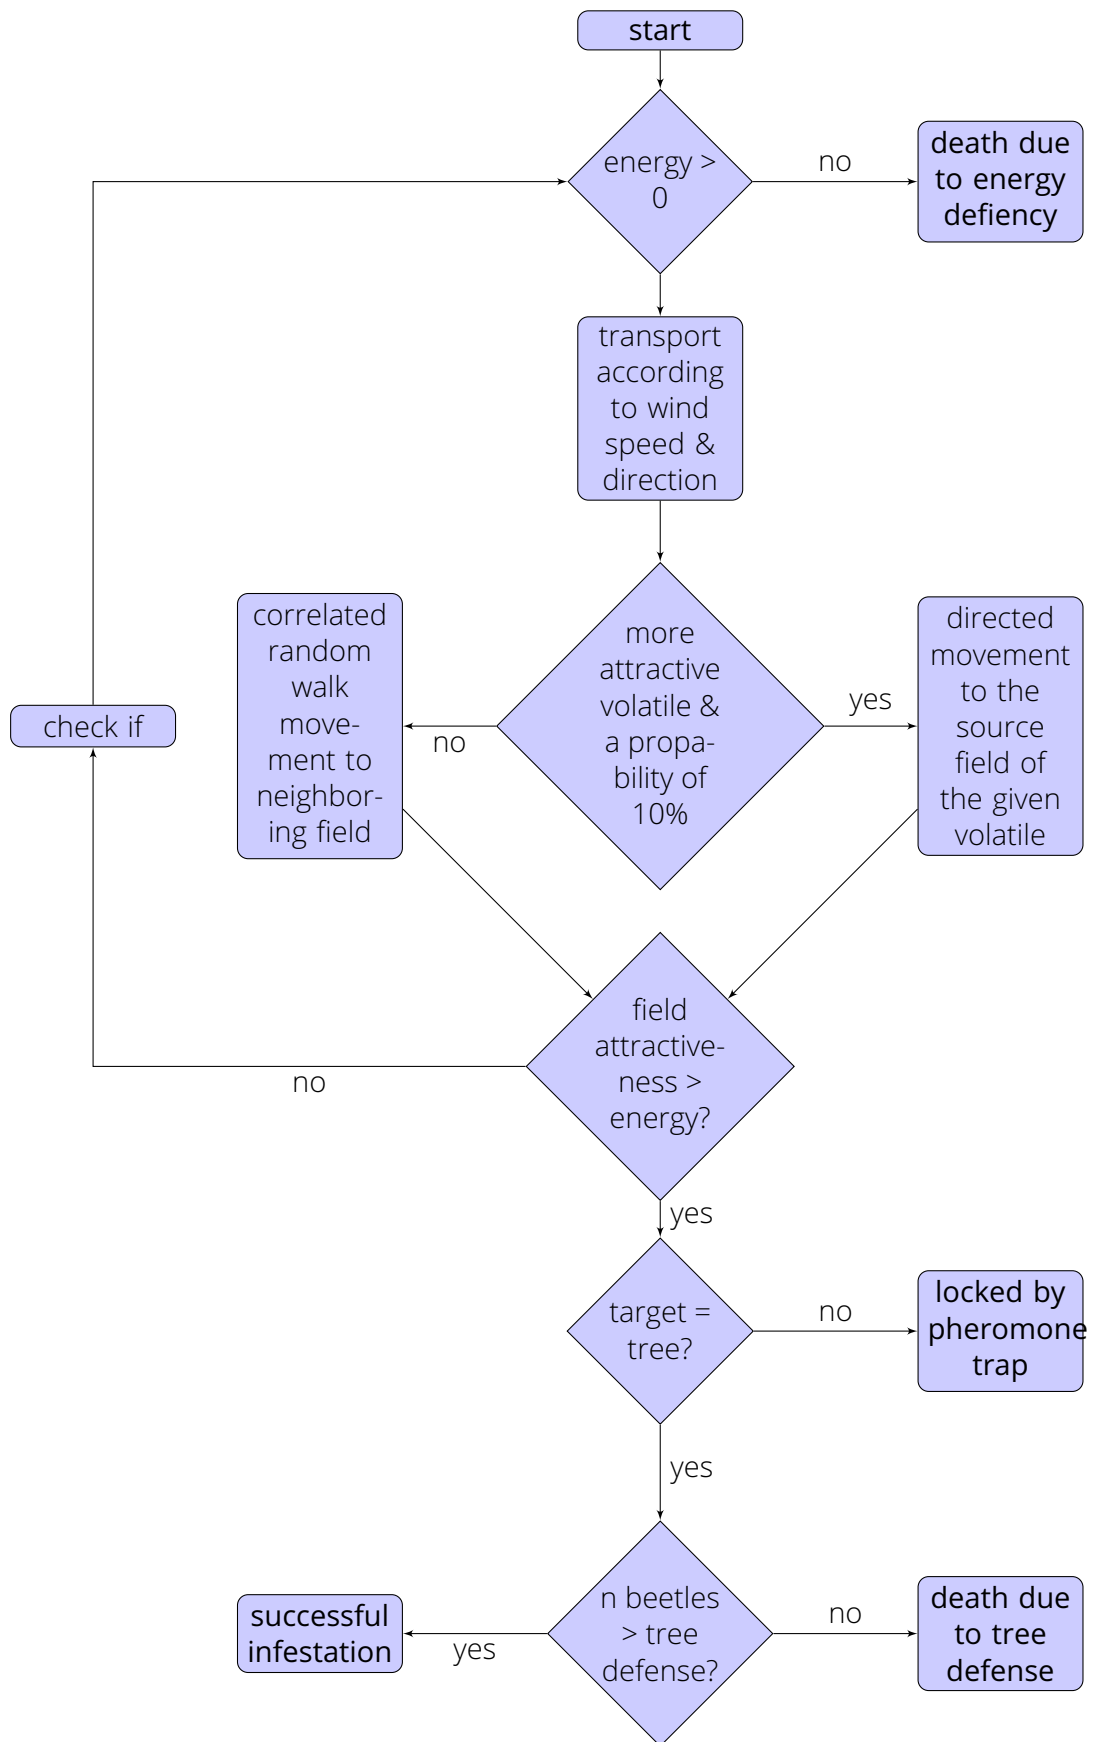 start
energy >
0
no
death due
to energy
defiency
transport
according
to wind
speed &
direction
correlated
random
walk
move-
ment to
neighbor-
ing field
more
attractive
volatile &
a propa-
bility of
10%
directed
movement
to the
source
field of
the given
volatile
yes
no
check if
field
attractive-
ness >
energy?
no
yes
target =
tree?
no
locked by
pheromone
trap
yes
n beetles
> tree
defense?
successful
infestation
yes
no
death due
to tree
defense